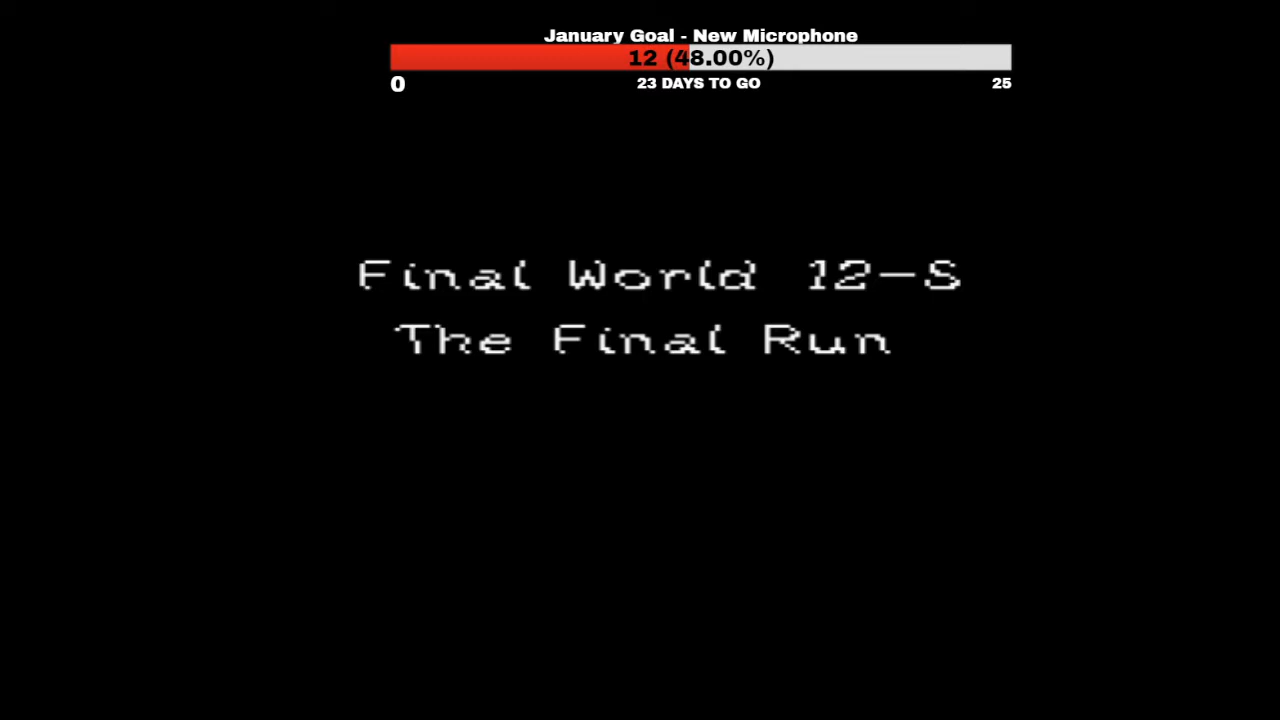 January Goal - New Microphone
12 (48.00%)
0 23 DAYS TO GO 25
Final World 12-S
The Final Run